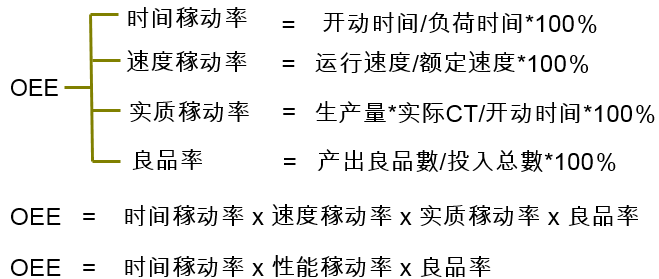 时间稼动率 = 开动时间/负荷时间*100%
速度稼动率 = 运行速度/额定速度*100%
OEE
实质稼动率 = 生产量*实际CT/开动时间*100%
良品率 = 产出良品數/投入总數*100%
OEE = 时间稼动率 x 速度稼动率 x 实质稼动率 x 良品率
OEE = 时间稼动率 x 性能稼动率 x 良品率